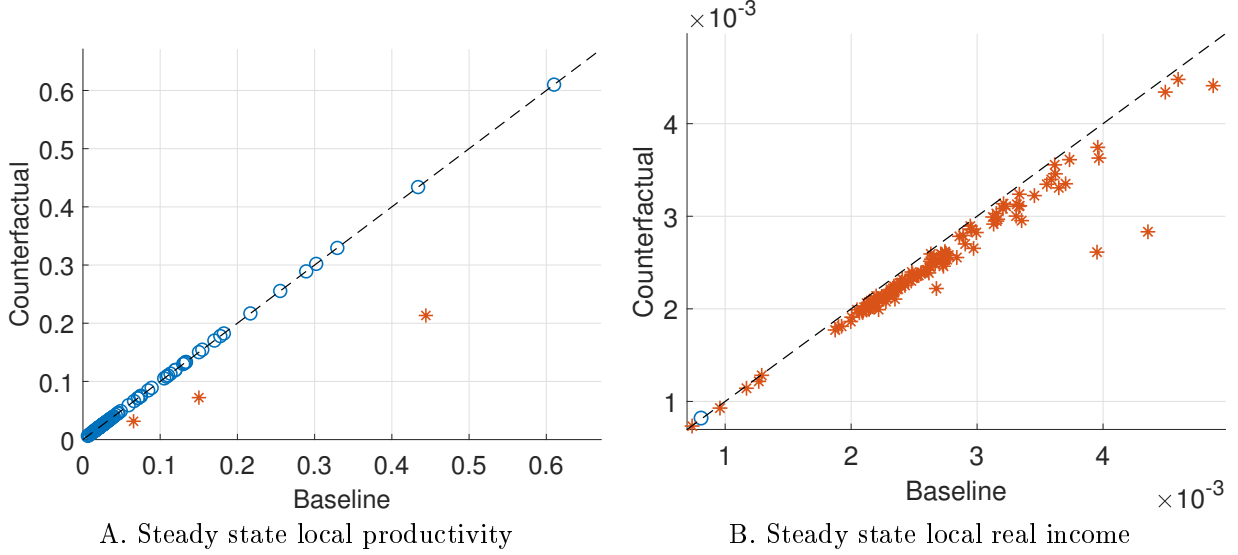 0.6
0.5
0.4
0.3
0.2
0.1
0
Counterfactual
0 0.1 0.2 0.3 0.4 0.5 0.6
Baseline
A. Steady state local productivity
×10-3
4
3
2
1
Counterfactual
1 2 3 4
Baseline
×10-3
B. Steady state local real income